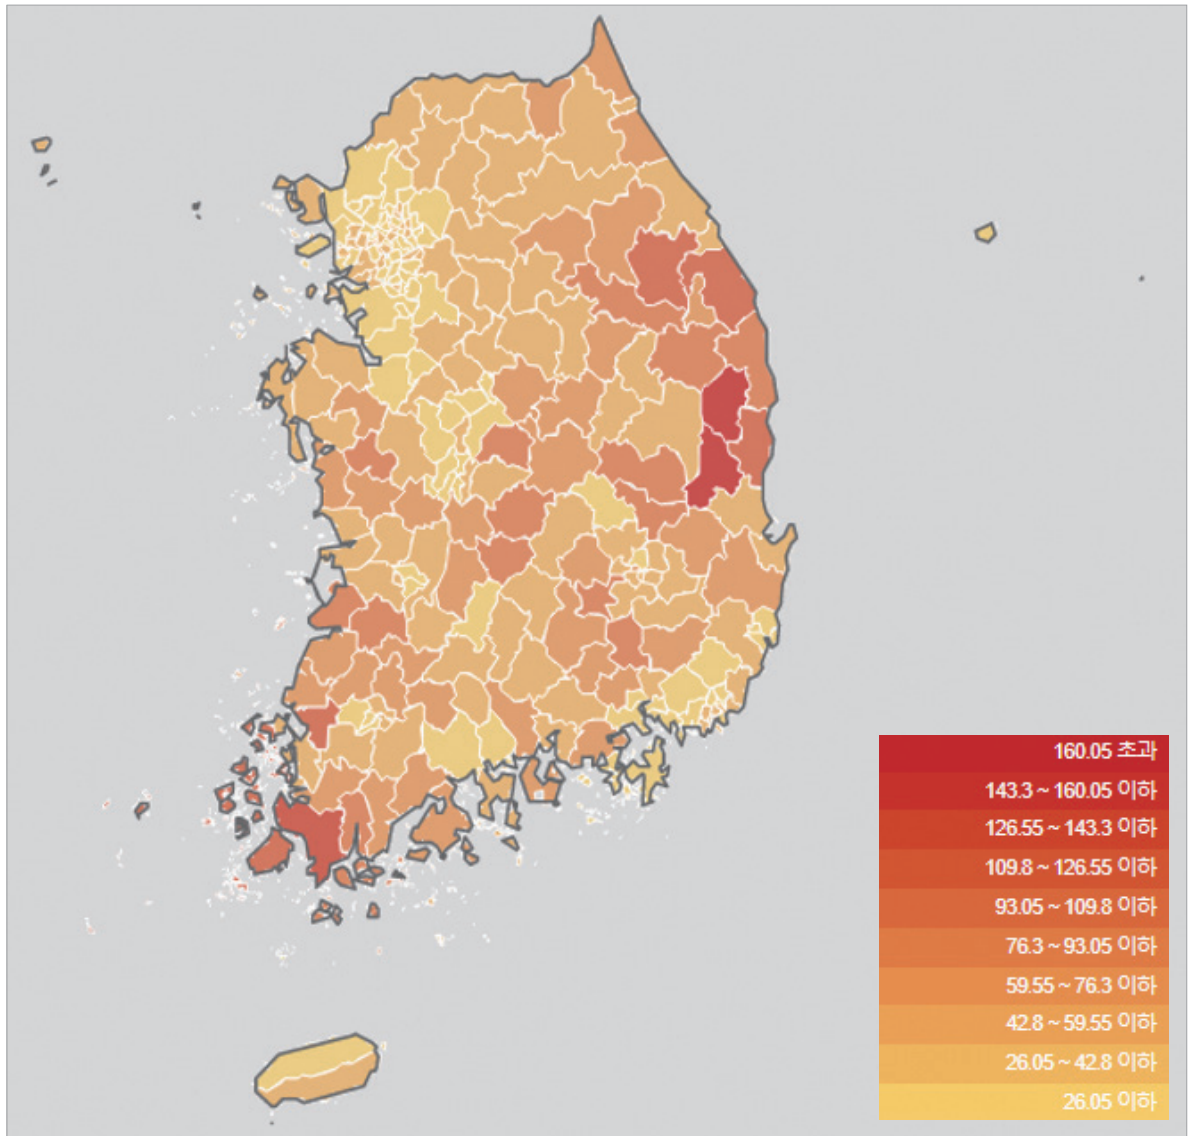 160.05 초과
143.3 ~ 160.05 이하
126.55 ~ 143.3 이하
109.8 ~ 126.55 이하
93.05 ~ 109.8 이하
76.3 ~ 93.05 이하
59.55 ~ 76.3 이하
42.8 ~ 59.55 이하
26.05 ~ 42.8 이하
26.05 이하